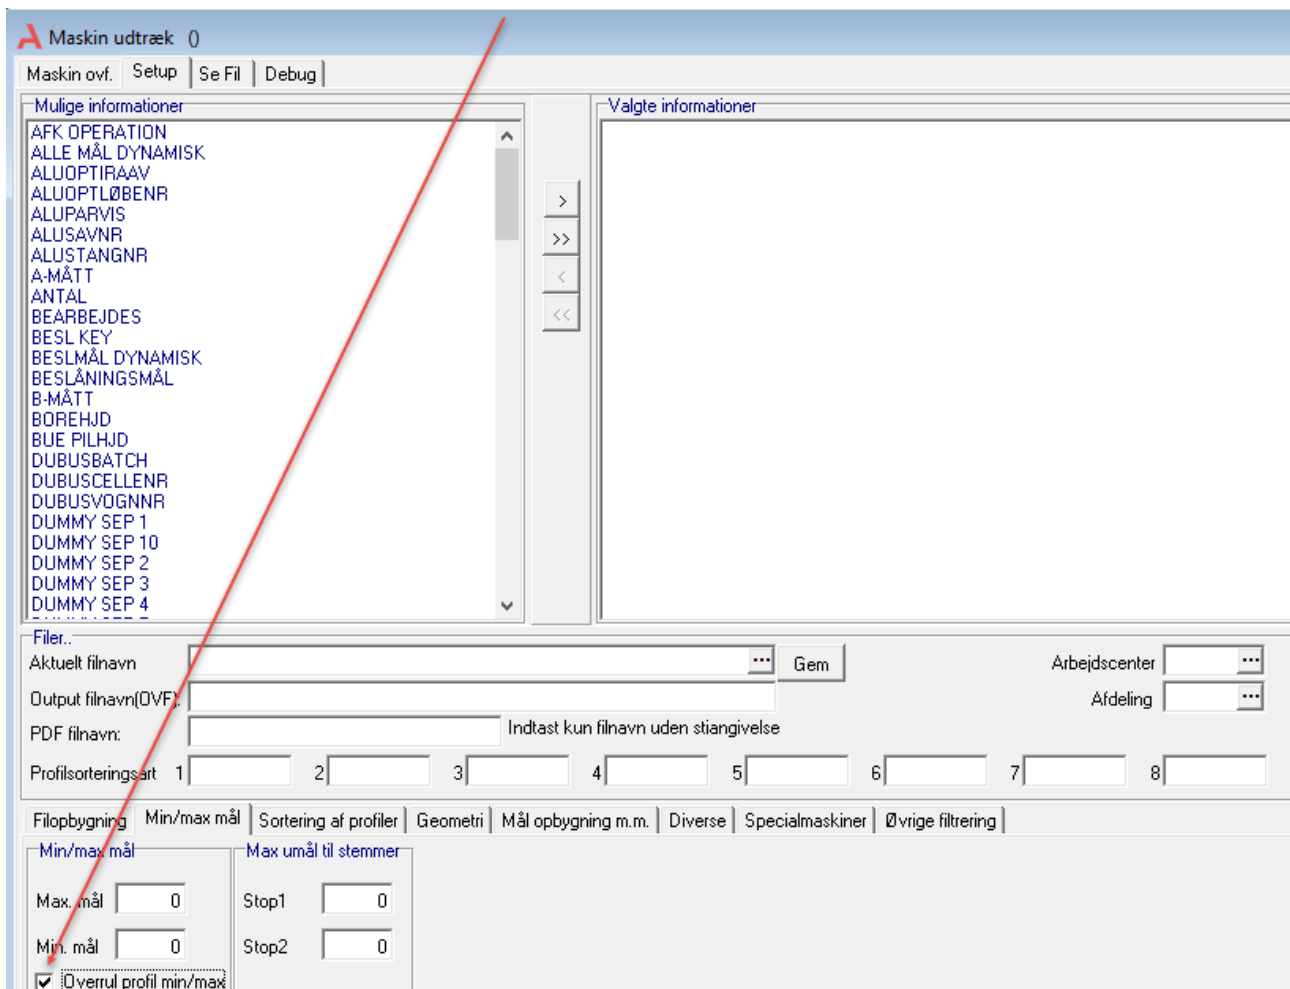 Maskin udtræk ()
Maskin ovf. Setup Se Fil Debug
Mulige informationer
AFK OPERATION
ALLE MÅL DYNAMISK
ALUOPTIRAAV
ALUOPTLØBENR
ALUPARVIS
ALUSAVNR
ALUSTANGNR
A-MÅTT
ANTAL
BEARBEJDES
BESL KEY
BESLMÅL DYNAMISK
BESLÅNINGSMÅL
B-MÅTT
BOREHJD
BUE PILHJD
DUBUSBATCH
DUBUSCELLENR
DUBUSVOGNNR
DUMMY SEP 1
DUMMY SEP 10
DUMMY SEP 2
DUMMY SEP 3
DUMMY SEP 4
>
>>
<
<<
Valgte informationer
Filer..
Aktuelt filnavn ... Gem Arbejdscenter ...
Output filnavn(OVF): Afdeling ...
PDF filnavn: Indtast kun filnavn uden stiangivelse
Profilsorteringsart 1 2 3 4 5 6 7 8
Filopbygning Min/max mål Sortering af profiler Geometri Mål opbygning m.m. Diverse Specialmaskiner Øvrige filtrering
Min/max mål
Max. mål 0
Min. mål 0
Overrul profil min/max
Max umål til stemmer
Stop1 0
Stop2 0